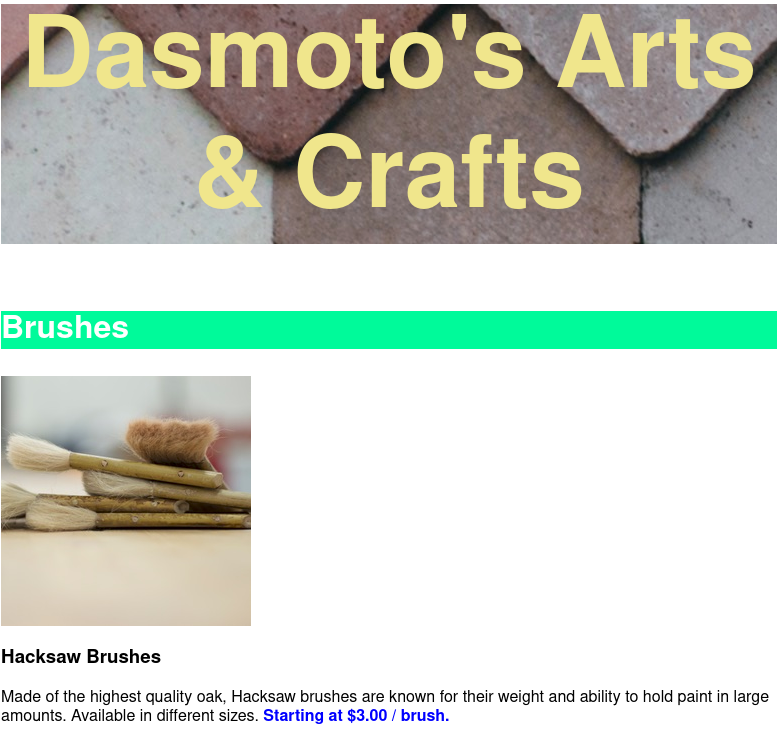 Dasmoto's Arts
& Crafts
Brushes
Hacksaw Brushes
Made of the highest quality oak, Hacksaw brushes are known for their weight and ability to hold paint in large
amounts. Available in different sizes. Starting at $3.00 / brush.